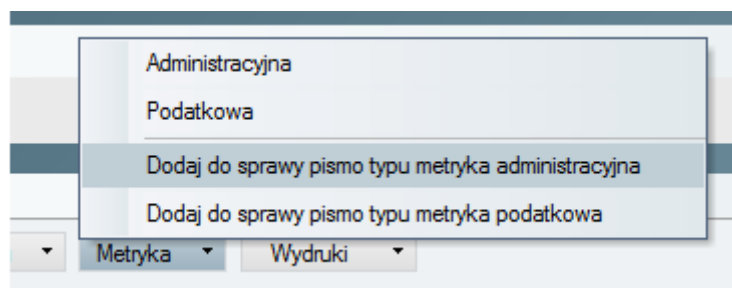 Administracyjna
Podatkowa
Dodaj do sprawy pismo typu metryka administracyjna
Dodaj do sprawy pismo typu metryka podatkowa
Metryka
Wydruki